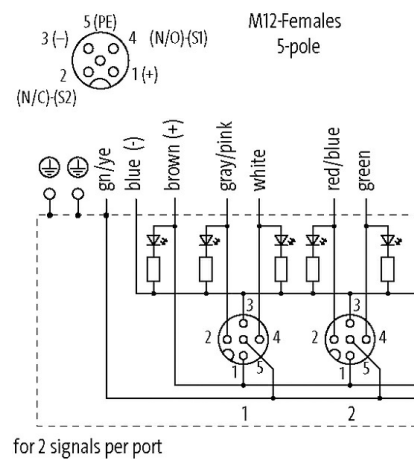 5 (PE)
M12-Females
5-pole
3 (–)
4
(N/O)-(S1)
2
1 (+)
(N/C)-(S2)
gn/ye
blue (-)
brown (+)
gray/pink
white
red/blue
green
3
3
2
4
2
4
1
5
1
5
1
2
for 2 signals per port